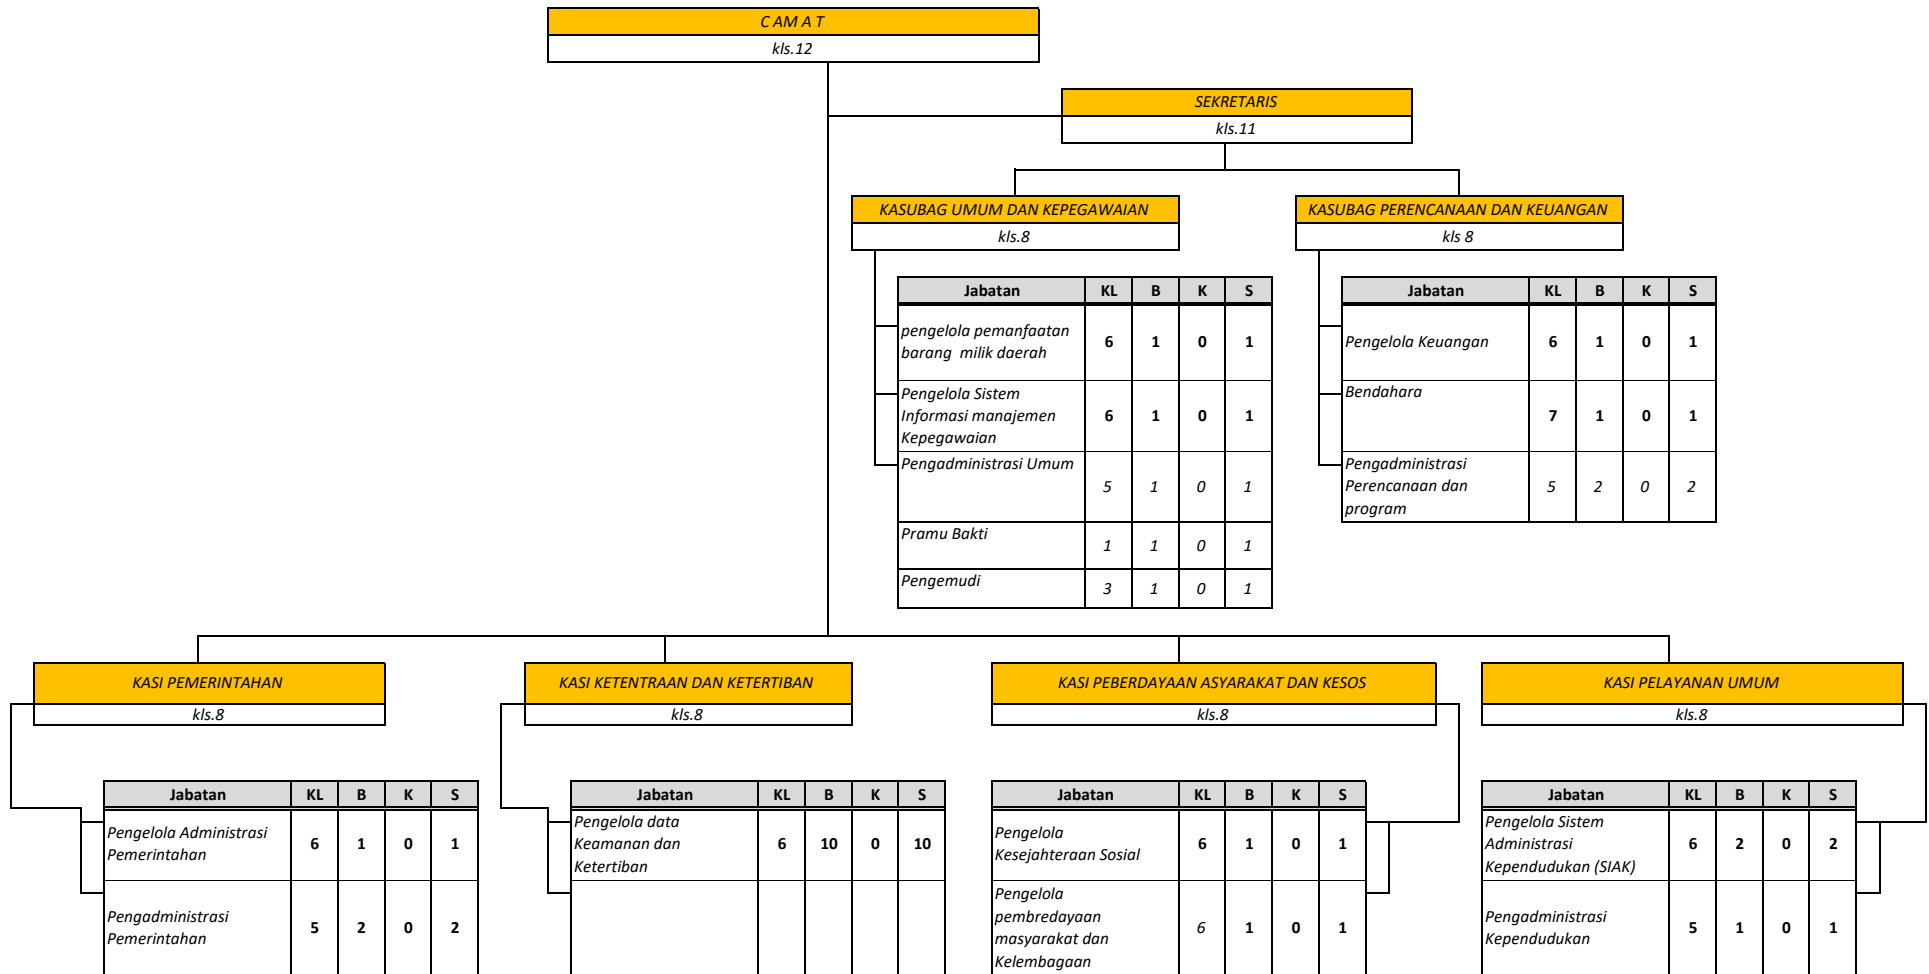 C AM A T
kls.12
SEKRETARIS
kls.11
KASUBAG UMUM DAN KEPEGAWAIAN
kls.8
KASUBAG PERENCANAAN DAN KEUANGAN
kls 8
Jabatan KL B K S
pengelola pemanfaatan
barang milik daerah 6 1 0 1
Pengelola Sistem
Informasi manajemen 6 1 0 1
Kepegawaian
Pengadministrasi Umum
5 1 0 1
Pramu Bakti
1 1 0 1
Pengemudi
3 1 0 1
Jabatan KL B K S
Pengelola Keuangan 6 1 0 1
Bendahara
7 1 0 1
Pengadministrasi
Perencanaan dan 5 2 0 2
program
KASI PEMERINTAHAN
kls.8
Jabatan KL B K S
Pengelola Administrasi
Pemerintahan 6 1 0 1
Pengadministrasi
Pemerintahan 5 2 0 2
KASI KETENTRAAN DAN KETERTIBAN
kls.8
Jabatan KL B K S
Pengelola data
Keamanan dan 6 10 0 10
Ketertiban
KASI PEBERDAYAAN ASYARAKAT DAN KESOS
kls.8
Jabatan KL B K S
Pengelola
Kesejahteraan Sosial 6 1 0 1
Pengelola
pembredayaan
masyarakat dan 6 1 0 1
Kelembagaan
KASI PELAYANAN UMUM
kls.8
Jabatan KL B K S
Pengelola Sistem
Administrasi 6 2 0 2
Kependudukan (SIAK)
Pengadministrasi
Kependudukan 5 1 0 1